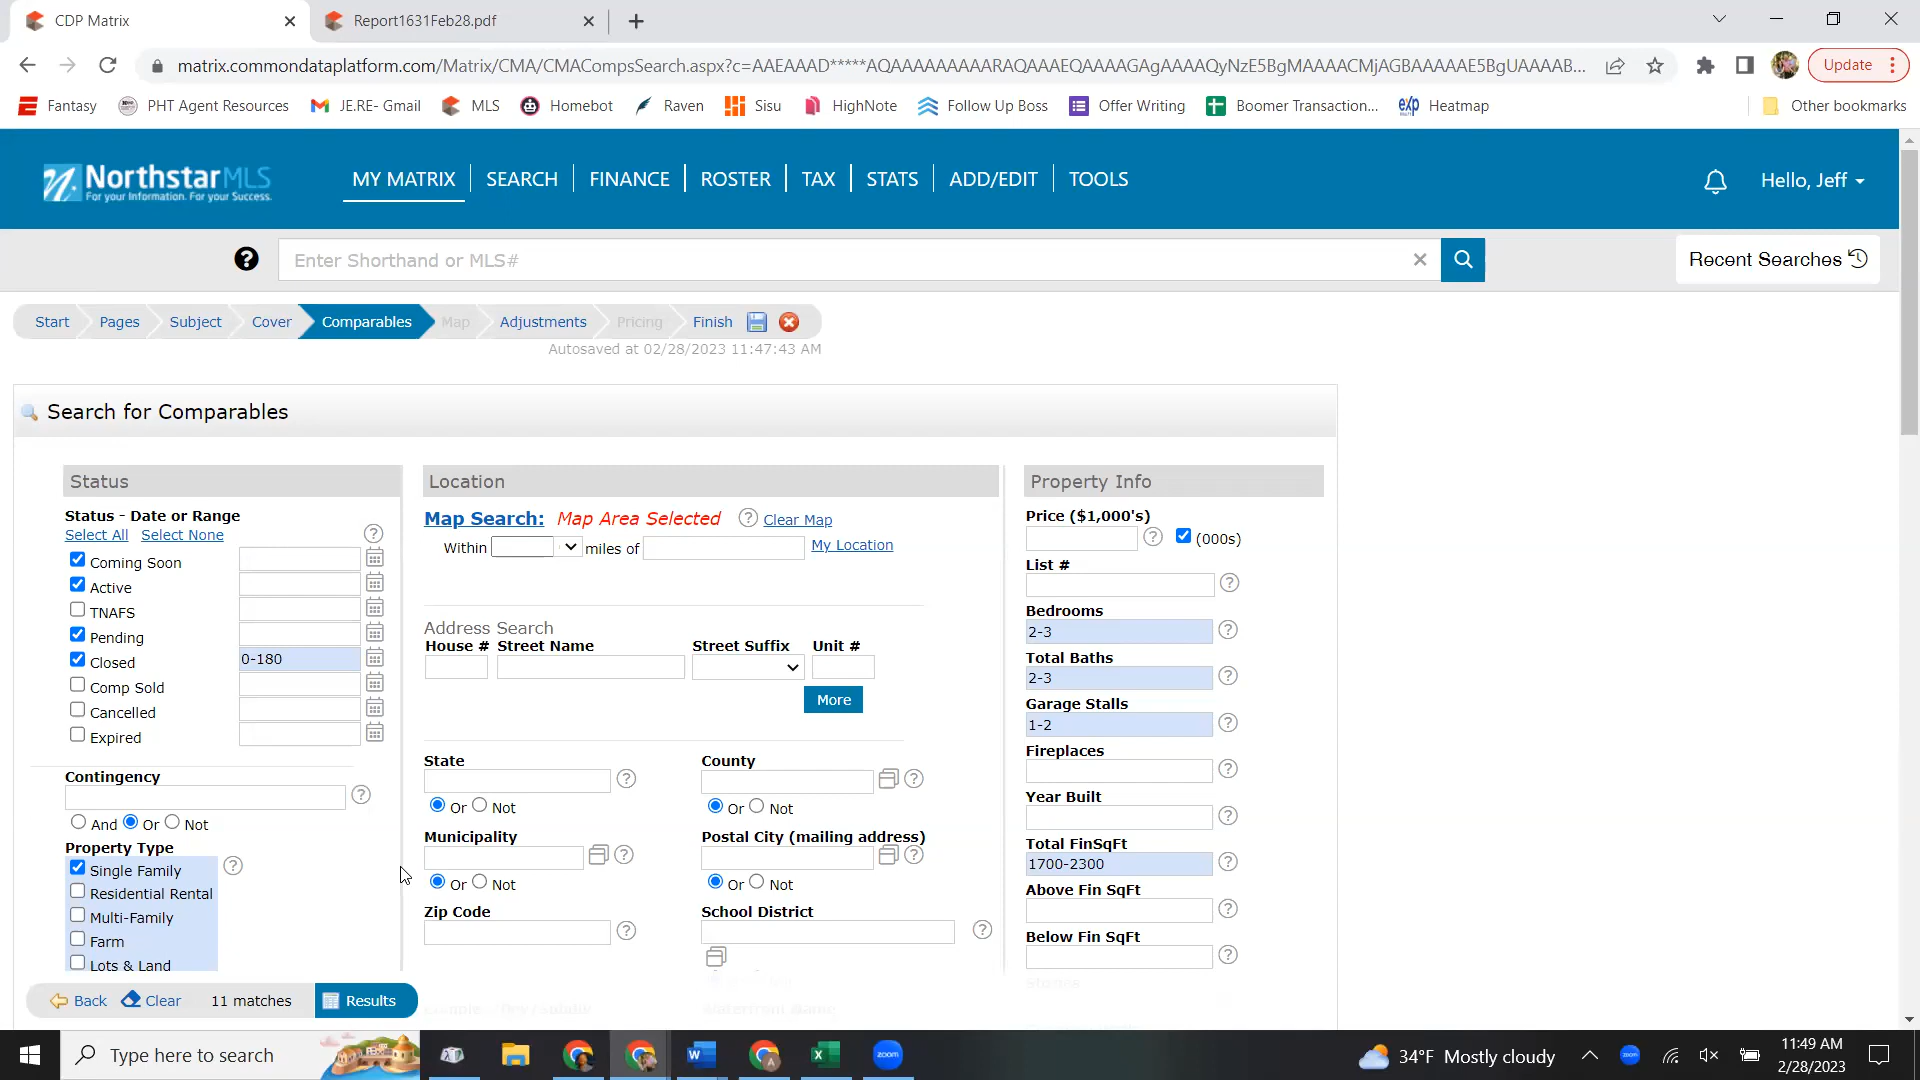 CDP Matrix
Report1631Feb28.pdf
matrix.commondataplatform.com/Matrix/CMA/CMACompsSearch.aspx?c=AAEAAAD*****AQAAAAAAAAARAQAAAEQAAAAGAgAAAAQyNzE5BgMAAAACMjAGBAAAAAE5BgUAAAAB...
Update
Fantasy
PHT Agent Resources
JE.RE- Gmail
MLS
Homebot
Raven
Sisu
HighNote
Follow Up Boss
Offer Writing
Boomer Transaction...
eXp Heatmap
Other bookmarks
NorthstarMLS
For your Information. For your Success.
MY MATRIX
SEARCH
FINANCE
ROSTER
TAX
STATS
ADD/EDIT
TOOLS
Hello, Jeff
Enter Shorthand or MLS#
Recent Searches
Start
Pages
Subject
Cover
Comparables
Map
Adjustments
Pricing
Finish
Autosaved at 02/28/2023 11:47:43 AM
Search for Comparables
Status
Status - Date or Range
Select All Select None
Coming Soon
Active
TNAFS
Pending
Closed 0-180
Comp Sold
Cancelled
Expired
Contingency
And Or Not
Property Type
Single Family
Residential Rental
Multi-Family
Farm
Lots & Land
Location
Map Search: Map Area Selected Clear Map
Within miles of My Location
Address Search
House # Street Name Street Suffix Unit #
More
State County
Or Not Or Not
Municipality Postal City (mailing address)
Or Not Or Not
Zip Code School District
Property Info
Price ($1,000's)
(000s)
List #
Bedrooms
2-3
Total Baths
2-3
Garage Stalls
1-2
Fireplaces
Year Built
Total FinSqFt
1700-2300
Above Fin SqFt
Below Fin SqFt
Back Clear 11 matches Results
Type here to search
zoom
34°F Mostly cloudy
zoom
11:49 AM
2/28/2023